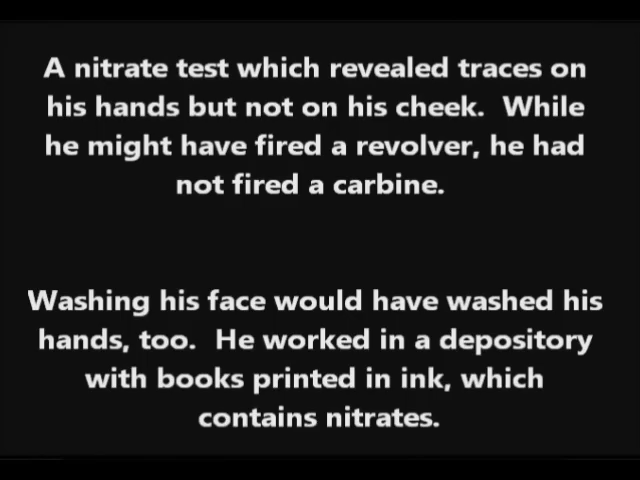 A nitrate test which revealed traces on
his hands but not on his cheek.  While
he might have fired a revolver, he had
not fired a carbine.
Washing his face would have washed his
hands, too.  He worked in a depository
with books printed in ink, which
contains nitrates.